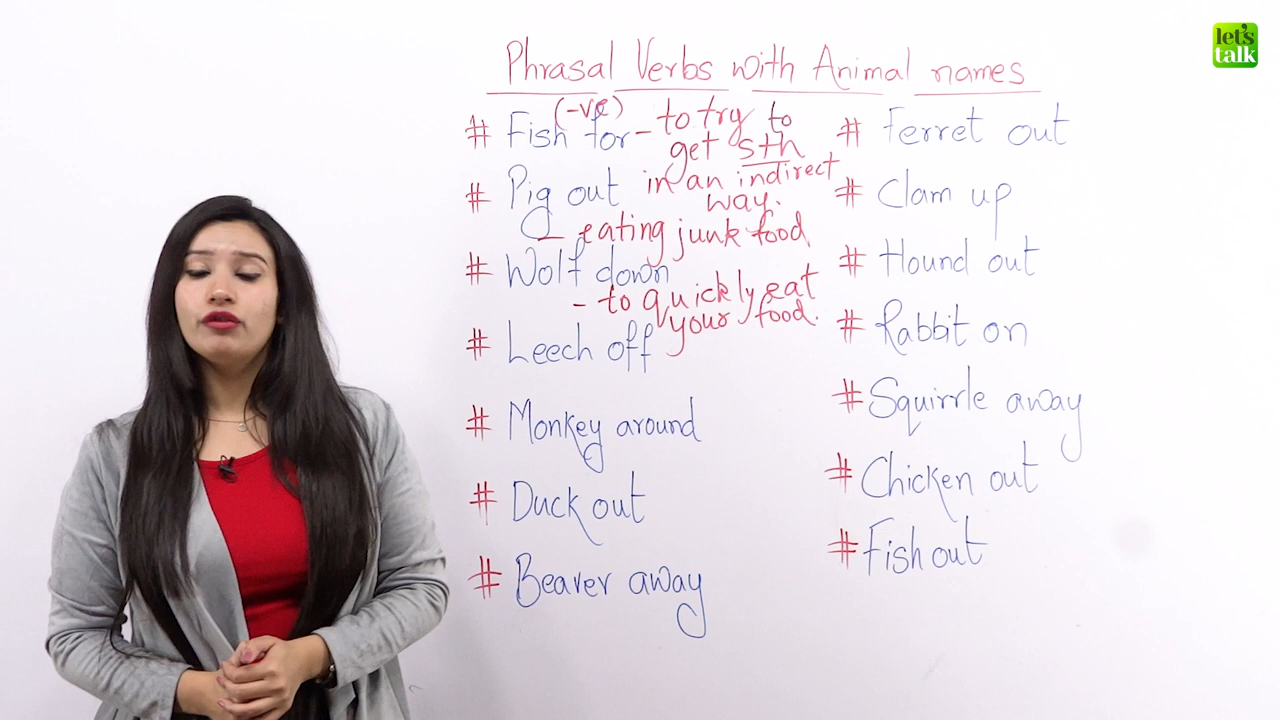 let's
talk
Phrasal Verbs with Animal names
(-ve)
# Fish for - to try to
get sth
in an indirect
way.
# Pig out
- eating junk food
# Wolf down
- to quickly eat
your food.
# Leech off
# Monkey around
# Duck out
# Beaver away
# Ferret out
# Clam up
# Hound out
# Rabbit on
# Squirrle away
# Chicken out
# Fish out